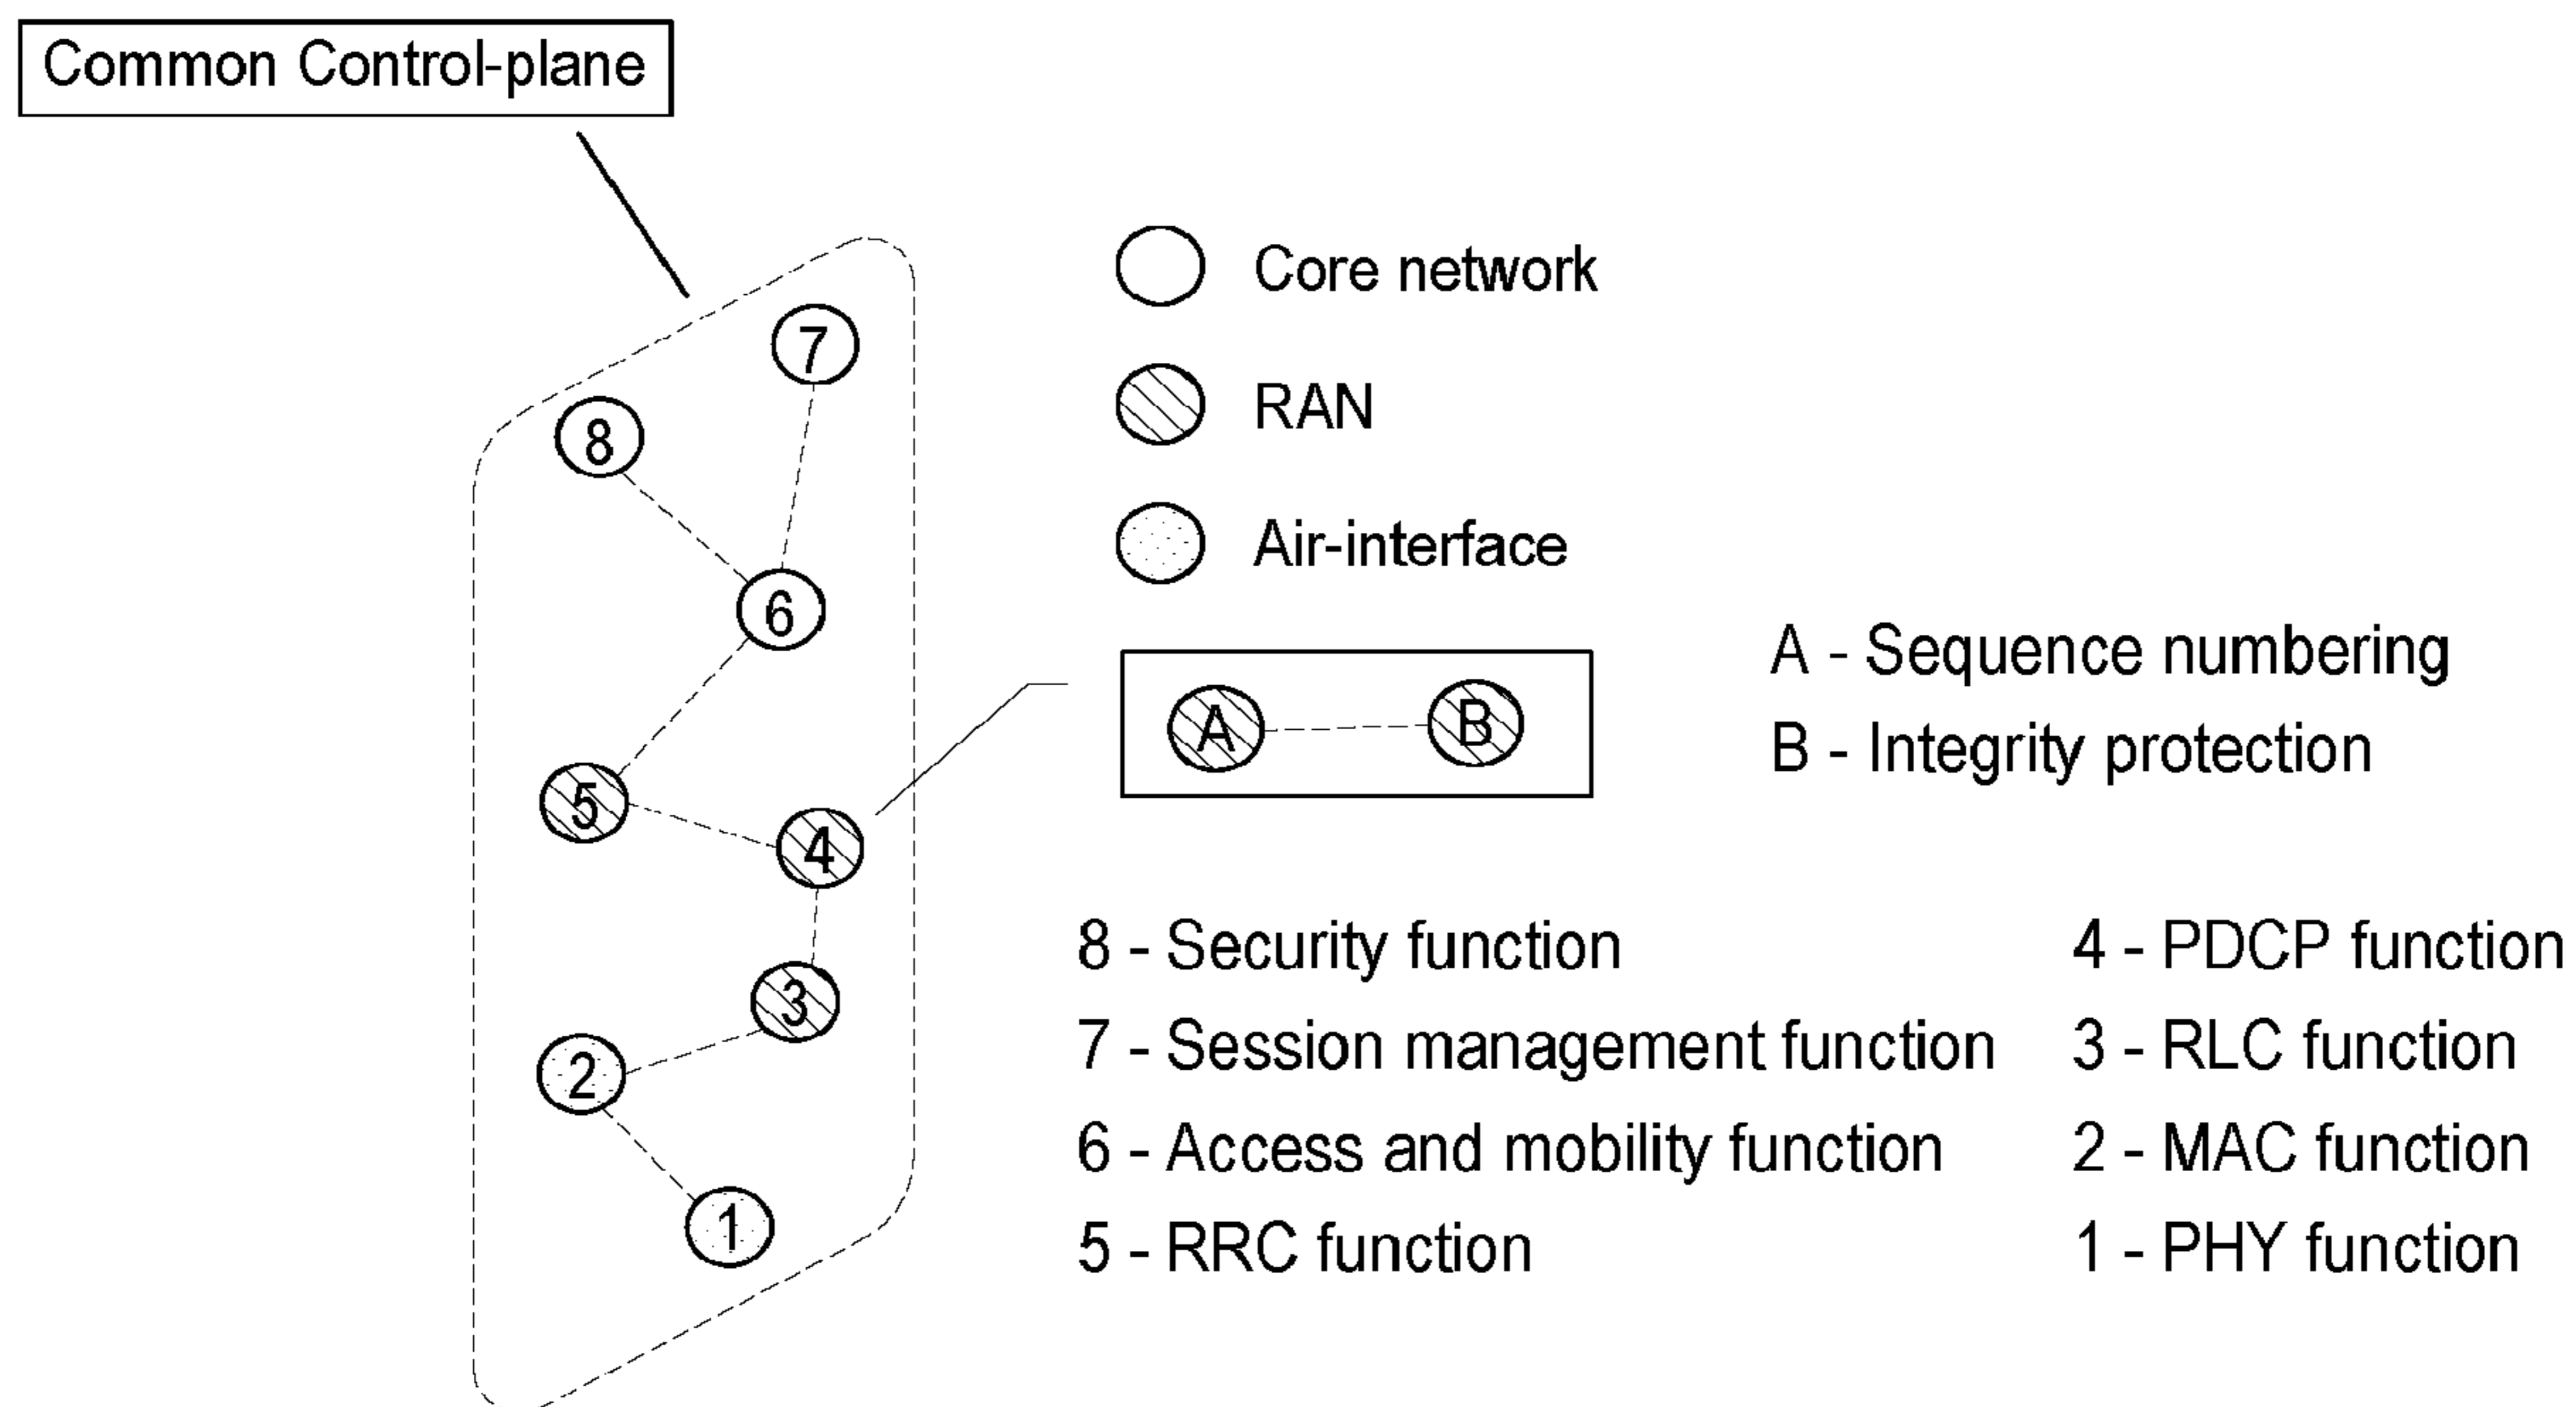 Common Control-plane
7
8
6
5
4
3
2
1
Core network
RAN
Air-interface
A
B
A - Sequence numbering
B - Integrity protection
8 - Security function
7 - Session management function
6 - Access and mobility function
5 - RRC function
4 - PDCP function
3 - RLC function
2 - MAC function
1 - PHY function